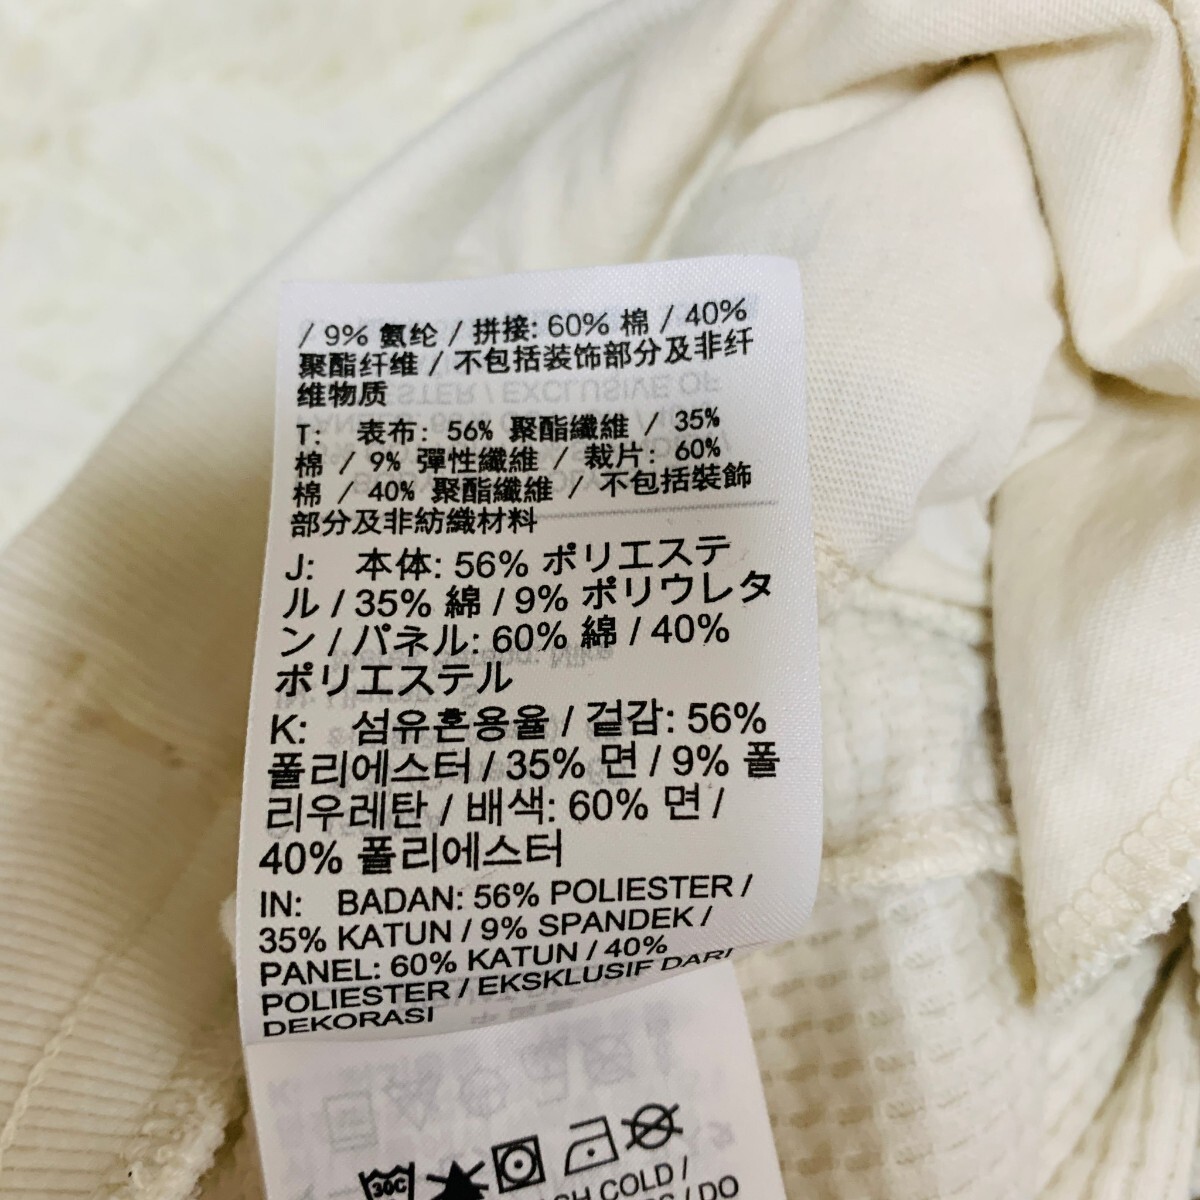 / 9% 氨纶 / 拼接: 60% 棉 / 40%
聚酯纤维 / 不包括装饰部分及非纤
维物质
T: 表布: 56% 聚酯纖維 / 35%
棉 / 9% 彈性纖維 / 裁片: 60%
棉 / 40% 聚酯纖維 / 不包括裝飾
部分及非紡織材料
J: 本体: 56% ポリエステ
ル / 35% 綿 / 9% ポリウレタ
ン / パネル: 60% 綿 / 40%
ポリエステル
K: 섬유혼용율 / 겉감: 56%
폴리에스터 / 35% 면 / 9% 폴
리우레탄 / 배색: 60% 면 /
40% 폴리에스터
IN: BADAN: 56% POLIESTER /
35% KATUN / 9% SPANDEK /
PANEL: 60% KATUN / 40%
POLIESTER / EKSKLUSIF DARI
DEKORASI
30C
COLD /
/ DO